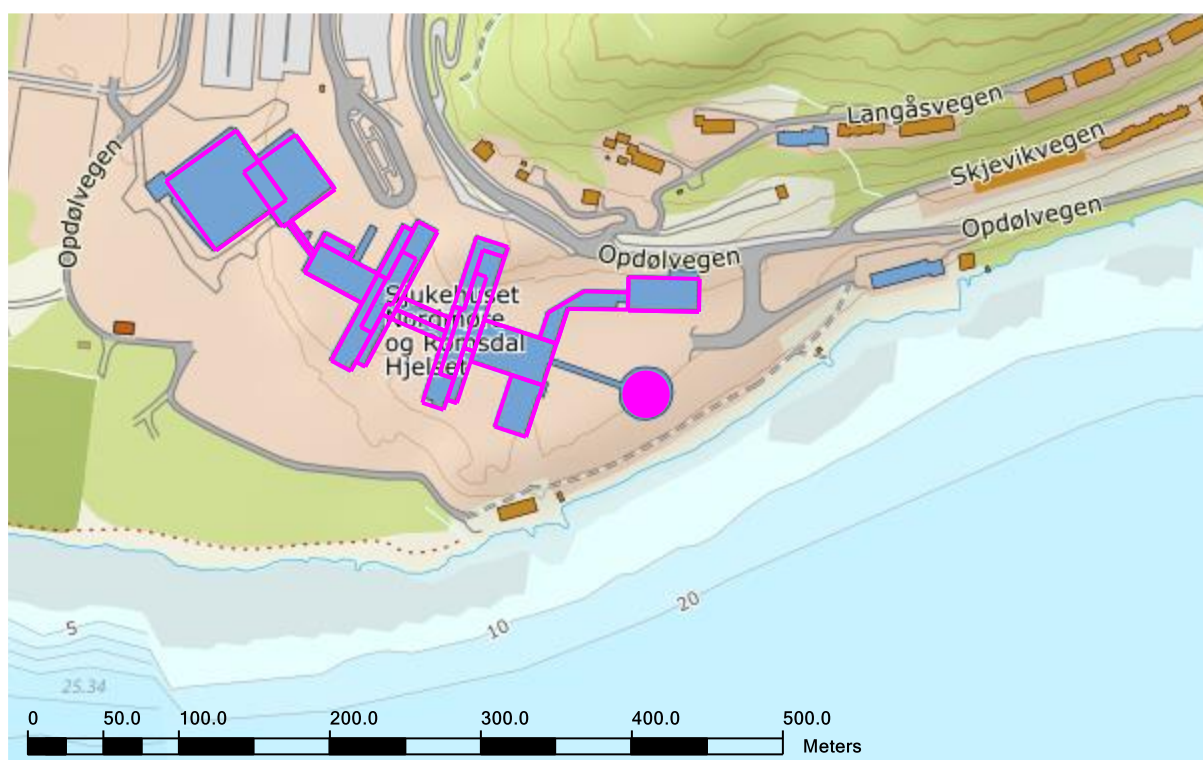 Langåsvegen
Skjevikvegen
Opdølvegen
Opdølvegen
Opdølvegen
Sjukehuset
Nordmøre
og Romsdal
Hjelset
20
10
5
25.34
0 50.0 100.0 200.0 300.0 400.0 500.0
Meters